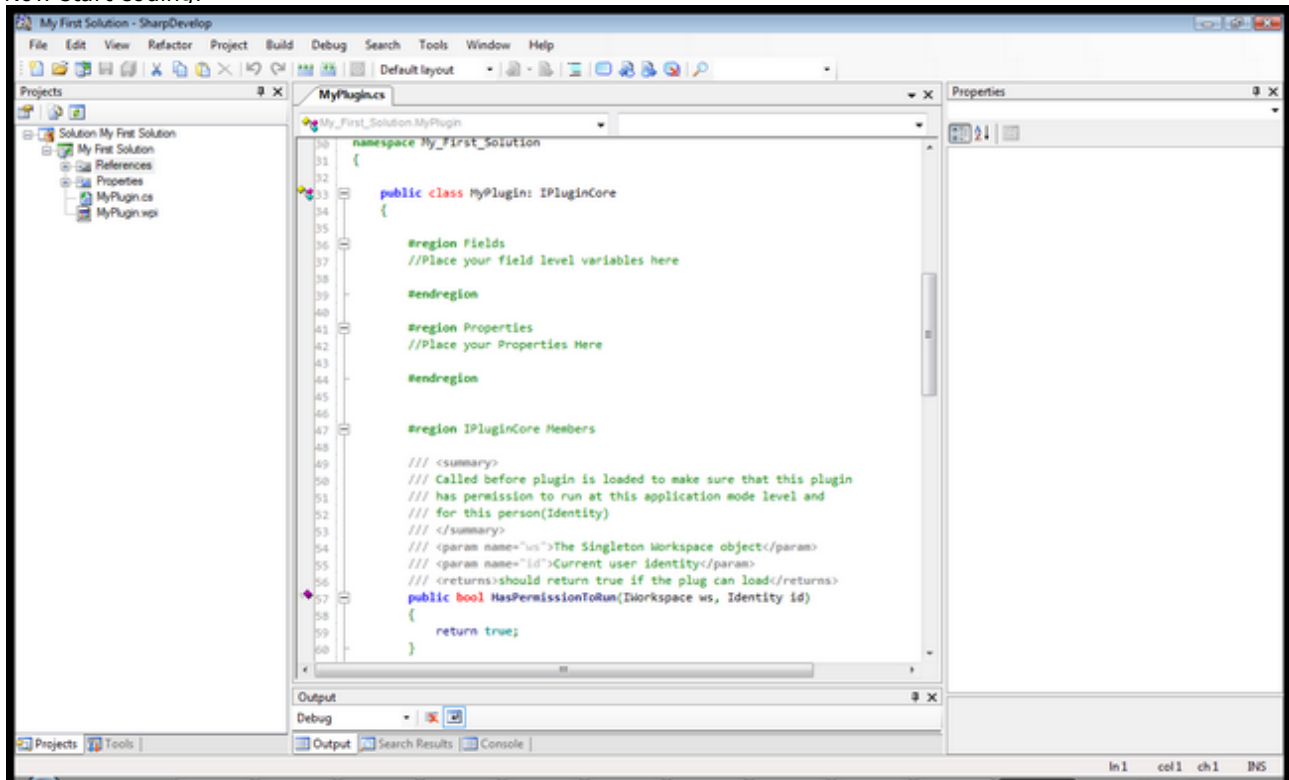 Now start coding!
My First Solution - SharpDevelop
File Edit View Refactor Project Build Debug Search Tools Window Help
Default layout
Projects
Solution My First Solution
My First Solution
References
Properties
MyPlugin.cs
MyPlugin.wpi
Projects Tools
MyPlugin.cs
My_First_Solution.MyPlugin
30 namespace My_First_Solution
31 {
32
33 public class MyPlugin: IPluginCore
34 {
35
36 #region Fields
37 //Place your field level variables here
38
39 #endregion
40
41 #region Properties
42 //Place your Properties Here
43
44 #endregion
45
46
47 #region IPluginCore Members
48
49 /// <summary>
50 /// Called before plugin is loaded to make sure that this plugin
51 /// has permission to run at this application mode level and
52 /// for this person(Identity)
53 /// </summary>
54 /// <param name="ws">The Singleton Workspace object</param>
55 /// <param name="id">Current user identity</param>
56 /// <returns>should return true if the plug can load</returns>
57 public bool HasPermissionToRun(IWorkspace ws, Identity id)
58 {
59 return true;
60 }
Output
Debug
Output Search Results Console
Properties
ln 1 col 1 ch 1 INS